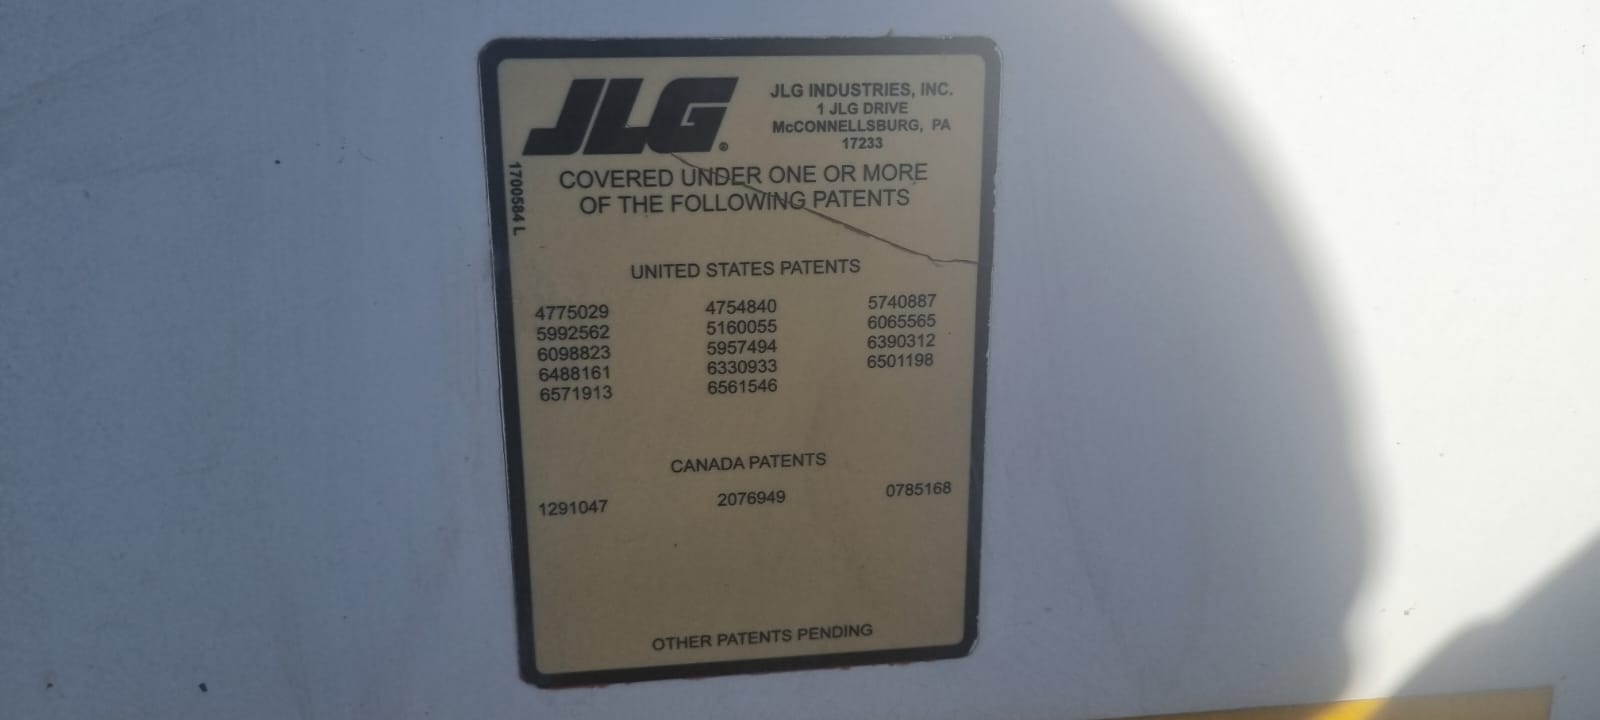 JLG®
JLG INDUSTRIES, INC.
1 JLG DRIVE
McCONNELLSBURG, PA
17233
1700584 L
COVERED UNDER ONE OR MORE
OF THE FOLLOWING PATENTS
UNITED STATES PATENTS
4775029 4754840 5740887
5992562 5160055 6065565
6098823 5957494 6390312
6488161 6330933 6501198
6571913 6561546
CANADA PATENTS
1291047 2076949 0785168
OTHER PATENTS PENDING